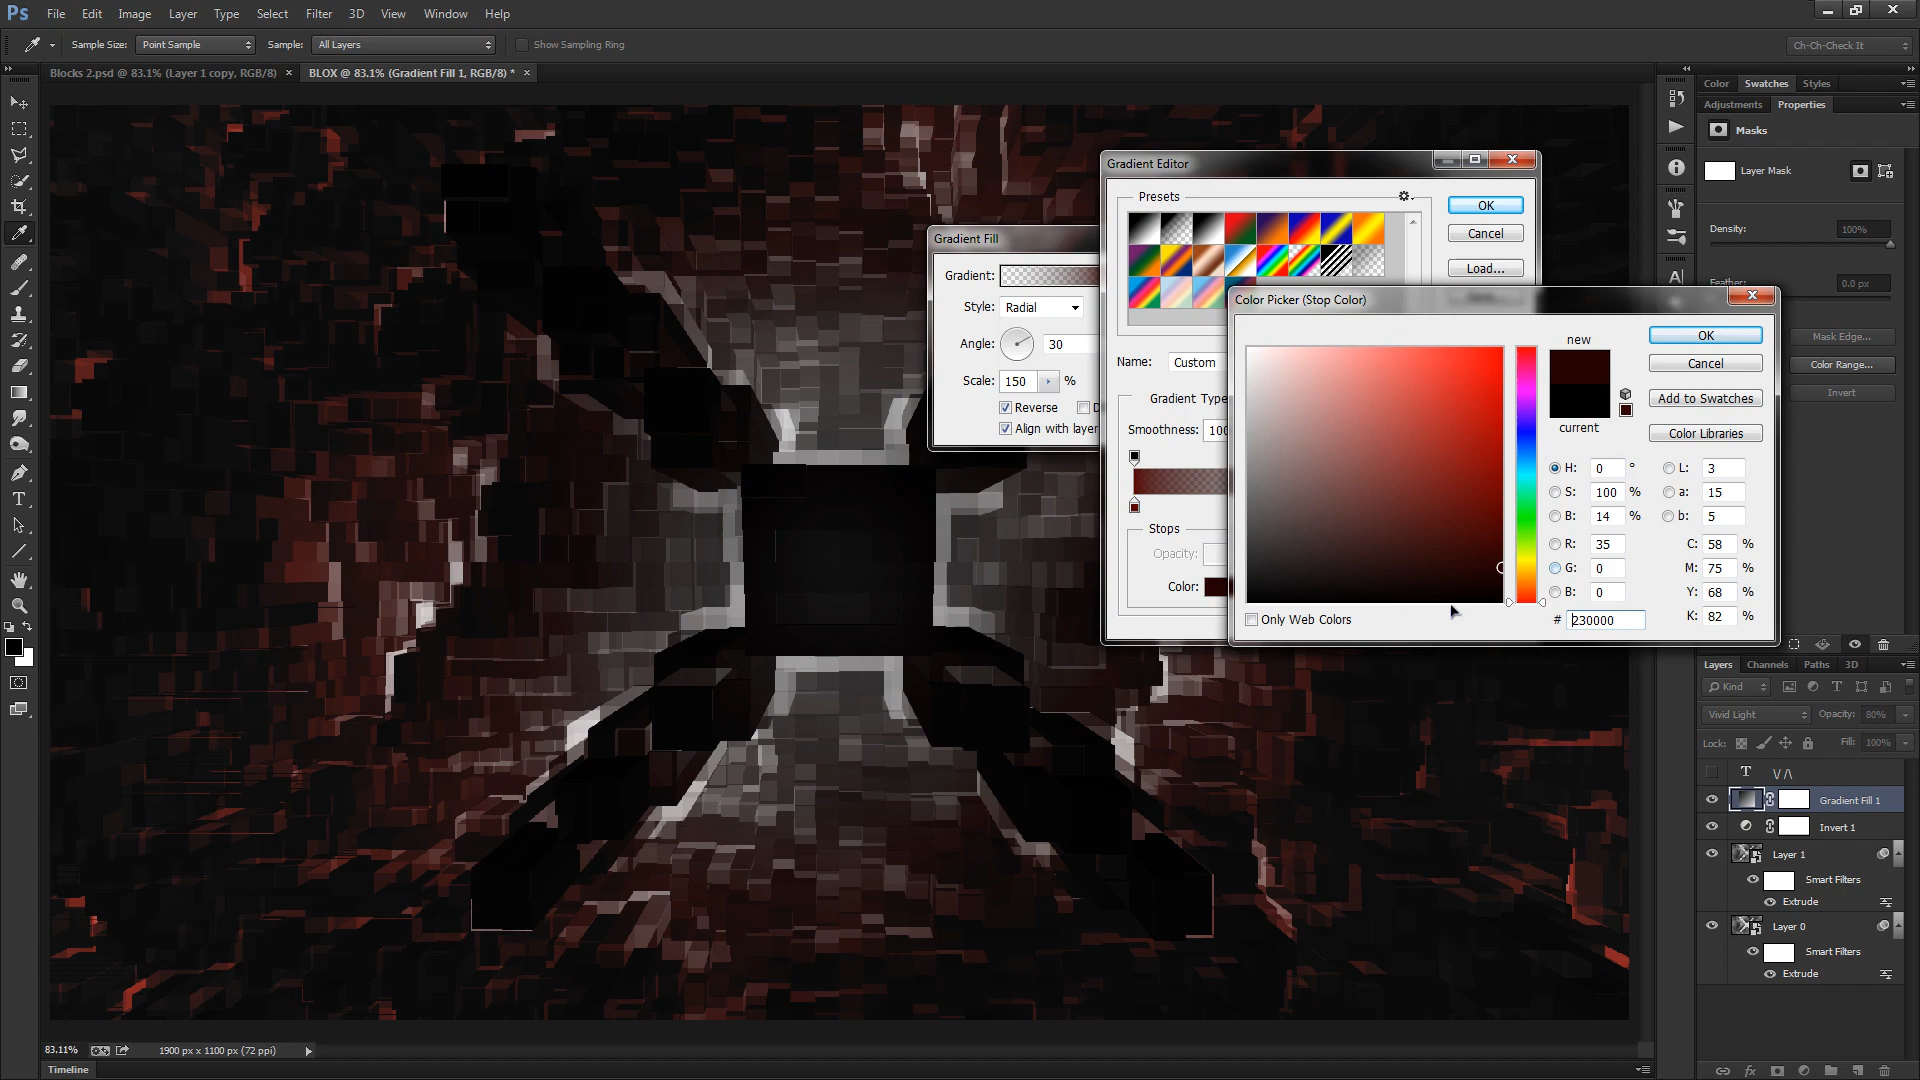 Ps File Edit Image Layer Type Select Filter 3D View Window Help
Sample Size: Point Sample Sample: All Layers Show Sampling Ring Ch-Ch-Check It
Blocks 2.psd @ 83.1% (Layer 1 copy, RGB/8) × BLOX @ 83.1% (Gradient Fill 1, RGB/8) * ×
Color Swatches Styles
Adjustments Properties
Masks
Layer Mask
Density: 100%
Feather: 0.0 px
Mask Edge...
Color Range...
Invert
Gradient Fill
Gradient:
Style: Radial
Angle: 30
Scale: 150 %
Reverse D
Align with layer
Gradient Editor
Presets
OK
Cancel
Load...
Name: Custom
Gradient Type
Smoothness: 100
Stops
Opacity:
Color:
Color Picker (Stop Color)
new
current
OK
Cancel
Add to Swatches
Color Libraries
H: 0 ° L: 3
S: 100 % a: 15
B: 14 % b: 5
R: 35 C: 58 %
G: 0 M: 75 %
B: 0 Y: 68 %
# 230000 K: 82 %
Only Web Colors
Layers Channels Paths 3D
Kind
Vivid Light Opacity: 80%
Lock: Fill: 100%
T \/ /\
Gradient Fill 1
Invert 1
Layer 1
Smart Filters
Extrude
Layer 0
Smart Filters
Extrude
83.11% 1900 px x 1100 px (72 ppi)
Timeline